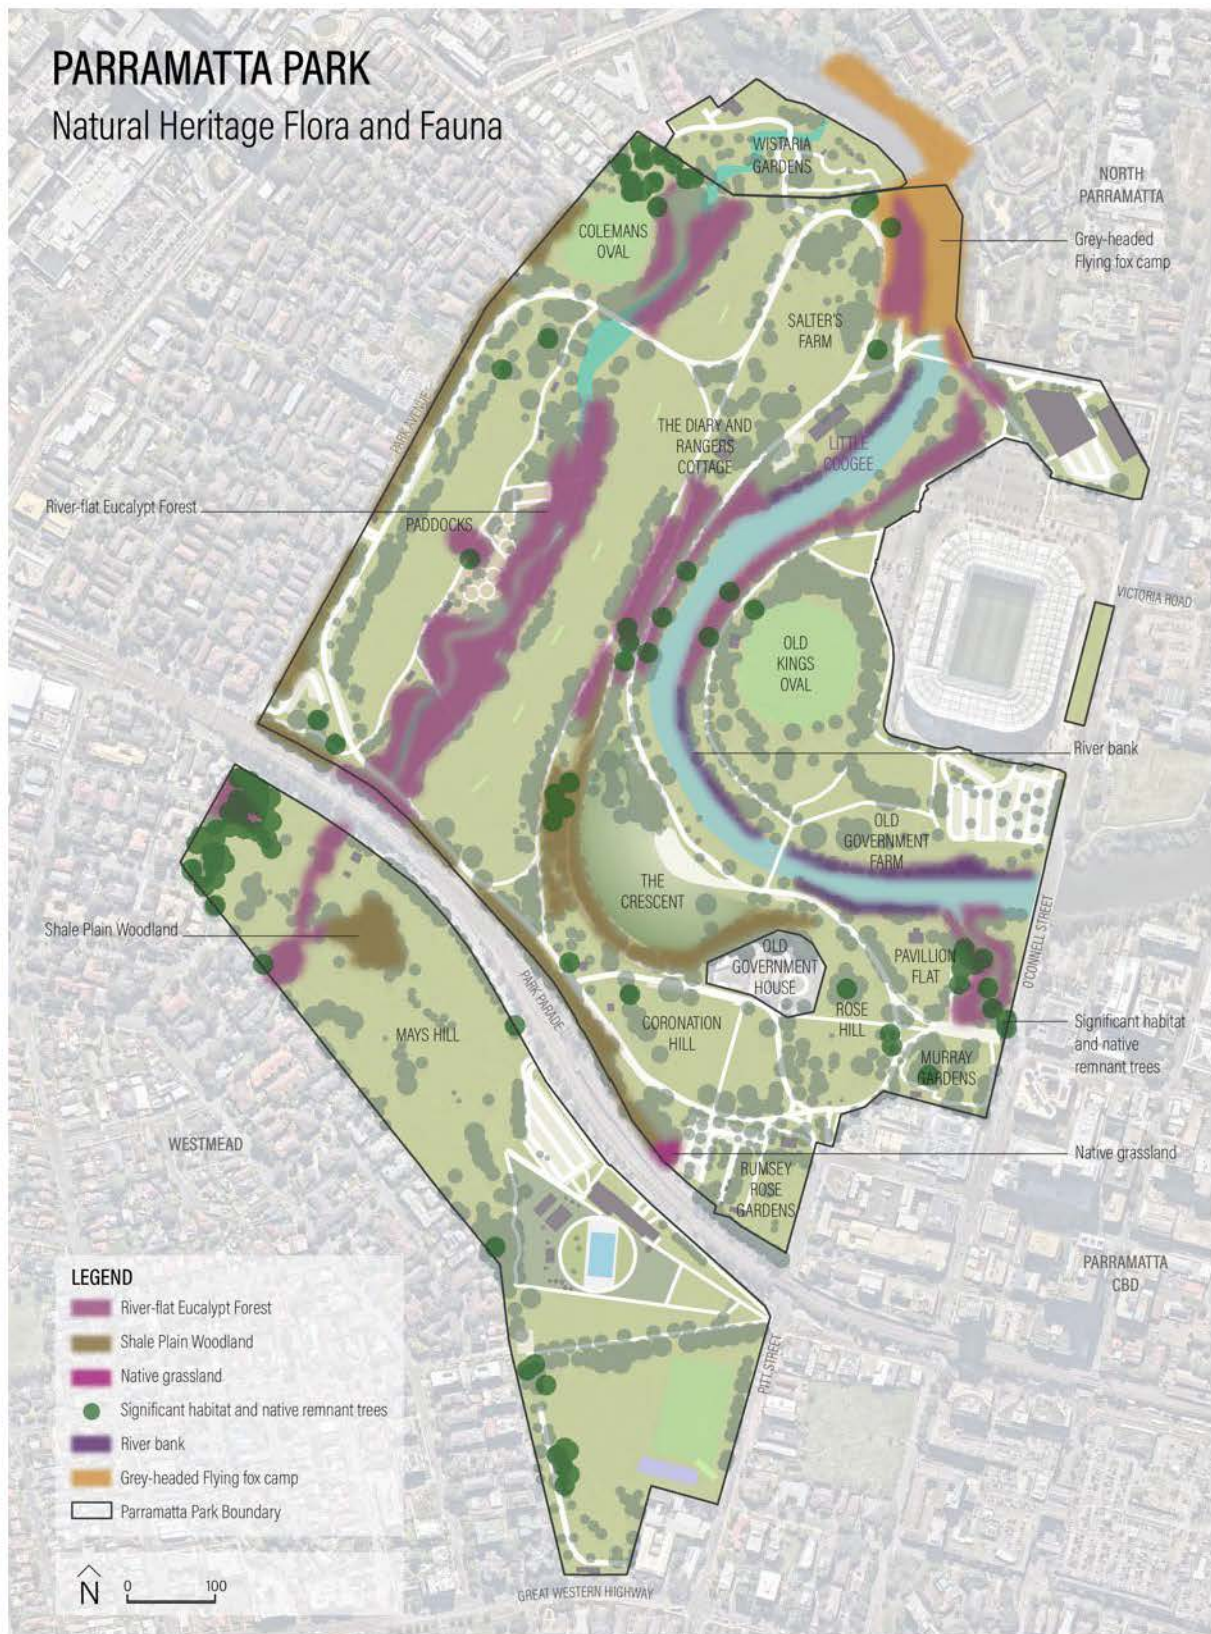 PARRAMATTA PARK
Natural Heritage Flora and Fauna
WISTARIA
GARDENS
NORTH
PARRAMATTA
COLEMANS
OVAL
Grey-headed
Flying fox camp
SALTER'S
FARM
PARK AVENUE
THE DIARY AND
RANGERS
COTTAGE
LITTLE
COOGEE
River-flat Eucalypt Forest
PADDOCKS
VICTORIA ROAD
OLD
KINGS
OVAL
River bank
OLD
GOVERNMENT
FARM
THE
CRESCENT
Shale Plain Woodland
OLD
GOVERNMENT
HOUSE
PAVILLION
FLAT
O'CONNELL STREET
PARK PARADE
ROSE
HILL
CORONATION
HILL
MAYS HILL
Significant habitat
and native
remnant trees
MURRAY
GARDENS
WESTMEAD
Native grassland
RUMSEY
ROSE
GARDENS
PARRAMATTA
CBD
PITT STREET
LEGEND
River-flat Eucalypt Forest
Shale Plain Woodland
Native grassland
Significant habitat and native remnant trees
River bank
Grey-headed Flying fox camp
Parramatta Park Boundary
N
0 100
GREAT WESTERN HIGHWAY